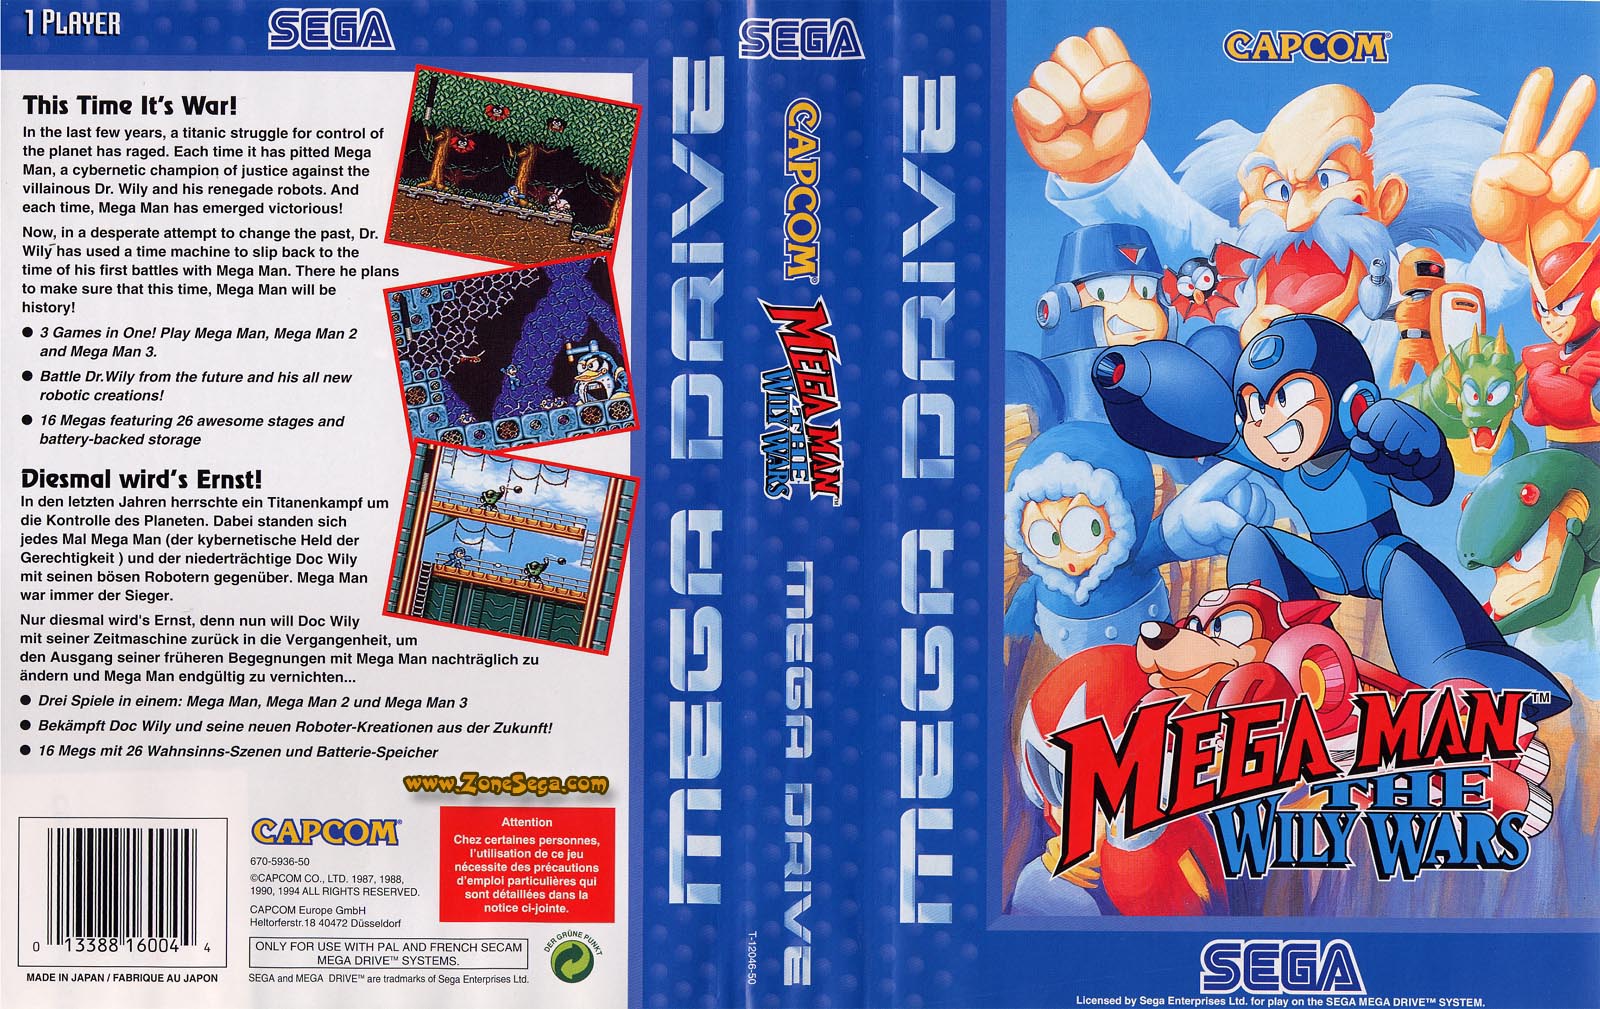 1 PLAYER
SEGA
This Time It's War!
In the last few years, a titanic struggle for control of
the planet has raged. Each time it has pitted Mega
Man, a cybernetic champion of justice against the
villainous Dr. Wily and his renegade robots. And
each time, Mega Man has emerged victorious!
Now, in a desperate attempt to change the past, Dr.
Wily has used a time machine to slip back to the
time of his first battles with Mega Man. There he plans
to make sure that this time, Mega Man will be
history!
● 3 Games in One! Play Mega Man, Mega Man 2
and Mega Man 3.
● Battle Dr.Wily from the future and his all new
robotic creations!
● 16 Megas featuring 26 awesome stages and
battery-backed storage
Diesmal wird's Ernst!
In den letzten Jahren herrschte ein Titanenkampf um
die Kontrolle des Planeten. Dabei standen sich
jedes Mal Mega Man (der kybernetische Held der
Gerechtigkeit ) und der niederträchtige Doc Wily
mit seinen bösen Robotern gegenüber. Mega Man
war immer der Sieger.
Nur diesmal wird's Ernst, denn nun will Doc Wily
mit seiner Zeitmaschine zurück in die Vergangenheit, um
den Ausgang seiner früheren Begegnungen mit Mega Man nachträglich zu
ändern und Mega Man endgültig zu vernichten...
● Drei Spiele in einem: Mega Man, Mega Man 2 und Mega Man 3
● Bekämpft Doc Wily und seine neuen Roboter-Kreationen aus der Zukunft!
● 16 Megs mit 26 Wahnsinns-Szenen und Batterie-Speicher
www.ZoneSega.com
0 13388 16004 4
MADE IN JAPAN / FABRIQUE AU JAPON
CAPCOM®
670-5936-50
©CAPCOM CO., LTD. 1987, 1988,
1990, 1994 ALL RIGHTS RESERVED.
CAPCOM Europe GmbH
Heltorferstr.18 40472 Düsseldorf
Attention
Chez certaines personnes,
l'utilisation de ce jeu
nécessite des précautions
d'emploi particulières qui
sont détaillées dans la
notice ci-jointe.
ONLY FOR USE WITH PAL AND FRENCH SECAM
MEGA DRIVE™ SYSTEMS.
SEGA and MEGA DRIVE™ are tradmarks of Sega Enterprises Ltd.
DER GRÜNE PUNKT
MEGA DRIVE
SEGA
CAPCOM®
MEGA MAN™
THE
WILY WARS
MEGA DRIVE
T-12046-50
MEGA DRIVE
CAPCOM®
MEGA MAN™
THE
WILY WARS
SEGA
Licensed by Sega Enterprises Ltd. for play on the SEGA MEGA DRIVE™ SYSTEM.